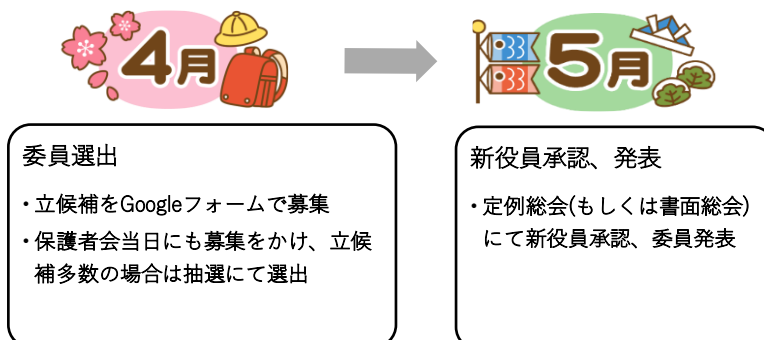 4月
5月
委員選出
・立候補をGoogleフォームで募集
・保護者会当日にも募集をかけ、立候
補多数の場合は抽選にて選出
新役員承認、発表
・定例総会(もしくは書面総会)
にて新役員承認、委員発表